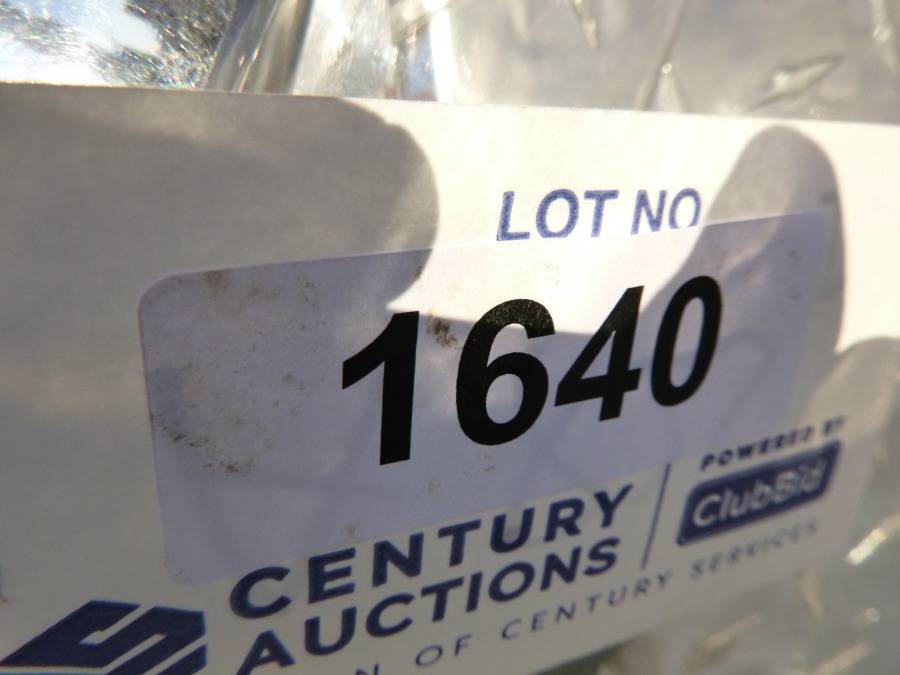 LOT NO
1640
CENTURY
AUCTIONS
POWERED BY
ClubBid
OF CENTURY SERVICES